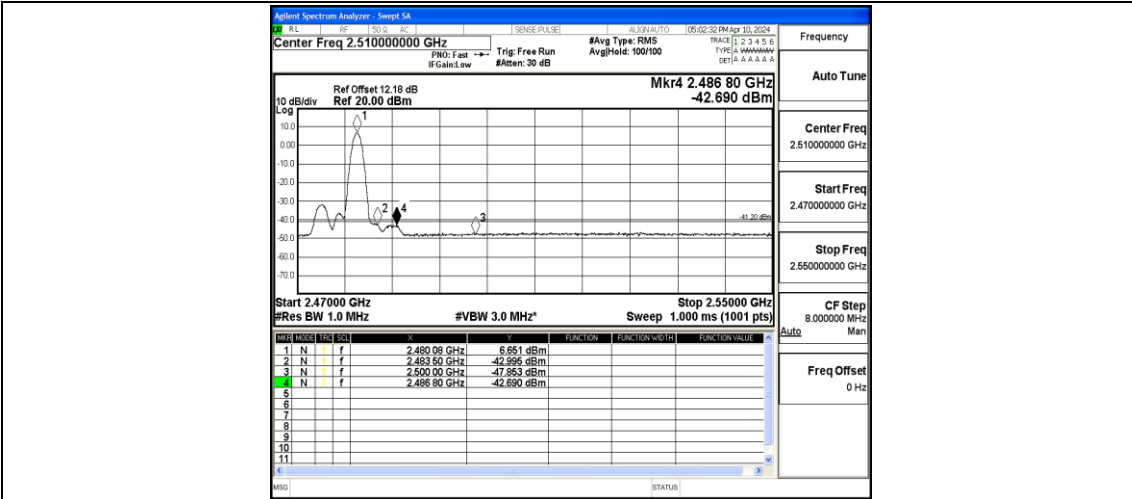 Agilent Spectrum Analyzer - Swept SA
RL RF 50 Ω AC SENSE:PULSE ALIGN AUTO 05:02:32 PM Apr 10, 2024
Center Freq 2.510000000 GHz
PNO: Fast
IFGain:Low
Trig: Free Run
#Atten: 30 dB
#Avg Type: RMS
Avg|Hold: 100/100
TRACE 1 2 3 4 5 6
TYPE A
DET A A A A A A
Mkr4 2.486 80 GHz
-42.690 dBm
Ref Offset 12.18 dB
10 dB/div Ref 20.00 dBm
Log
10.0
0.00
-10.0
-20.0
-30.0
-40.0
-50.0
-60.0
-70.0
1
2
4
3
-41.20 dBm
Start 2.47000 GHz
Stop 2.55000 GHz
#Res BW 1.0 MHz
#VBW 3.0 MHz*
Sweep 1.000 ms (1001 pts)
MKR MODE TRC SCL X Y FUNCTION FUNCTION WIDTH FUNCTION VALUE
1 N 1 f 2.480 08 GHz 6.651 dBm
2 N 1 f 2.483 50 GHz -42.995 dBm
3 N 1 f 2.500 00 GHz -47.853 dBm
4 N 1 f 2.486 80 GHz -42.690 dBm
5
6
7
8
9
10
11
MSG
STATUS
Frequency
Auto Tune
Center Freq
2.510000000 GHz
Start Freq
2.470000000 GHz
Stop Freq
2.550000000 GHz
CF Step
8.000000 MHz
Auto Man
Freq Offset
0 Hz